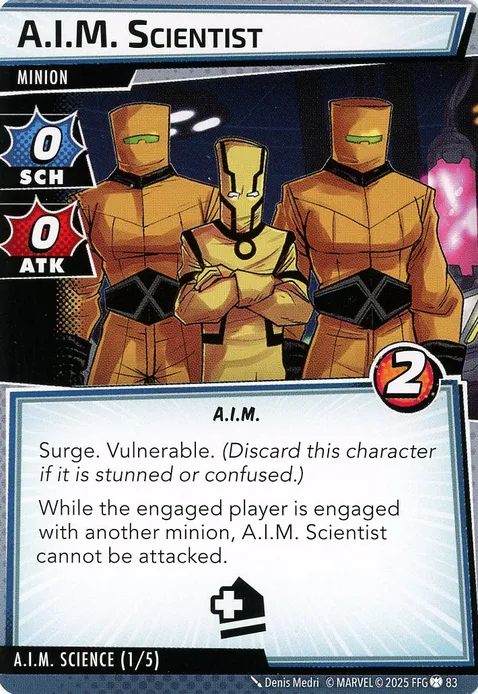 A.I.M. Scientist
MINION
0
SCH
0
ATK
2
A.I.M.
Surge. Vulnerable. (Discard this character
if it is stunned or confused.)
While the engaged player is engaged
with another minion, A.I.M. Scientist
cannot be attacked.
A.I.M. SCIENCE (1/5)
Denis Medri © MARVEL © 2025 FFG 83